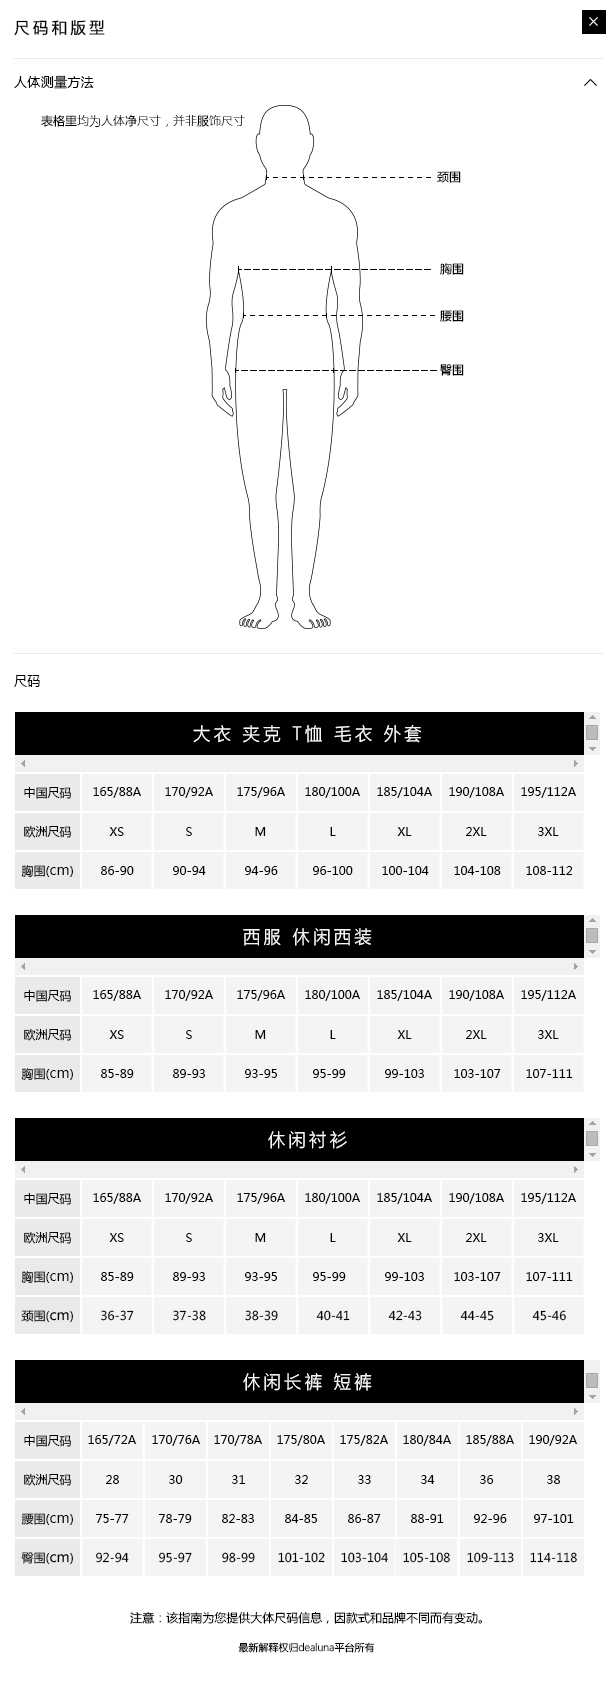 尺码和版型
人体测量方法
表格里均为人体净尺寸，并非服饰尺寸
颈围
胸围
腰围
臀围
尺码
大衣 夹克 T恤 毛衣 外套
中国尺码 165/88A 170/92A 175/96A 180/100A 185/104A 190/108A 195/112A
欧洲尺码 XS S M L XL 2XL 3XL
胸围(cm) 86-90 90-94 94-96 96-100 100-104 104-108 108-112
西服 休闲西装
中国尺码 165/88A 170/92A 175/96A 180/100A 185/104A 190/108A 195/112A
欧洲尺码 XS S M L XL 2XL 3XL
胸围(cm) 85-89 89-93 93-95 95-99 99-103 103-107 107-111
休闲衬衫
中国尺码 165/88A 170/92A 175/96A 180/100A 185/104A 190/108A 195/112A
欧洲尺码 XS S M L XL 2XL 3XL
胸围(cm) 85-89 89-93 93-95 95-99 99-103 103-107 107-111
颈围(cm) 36-37 37-38 38-39 40-41 42-43 44-45 45-46
休闲长裤 短裤
中国尺码 165/72A 170/76A 170/78A 175/80A 175/82A 180/84A 185/88A 190/92A
欧洲尺码 28 30 31 32 33 34 36 38
腰围(cm) 75-77 78-79 82-83 84-85 86-87 88-91 92-96 97-101
臀围(cm) 92-94 95-97 98-99 101-102 103-104 105-108 109-113 114-118
注意：该指南为您提供大体尺码信息，因款式和品牌不同而有变动。
最新解释权归dealuna平台所有